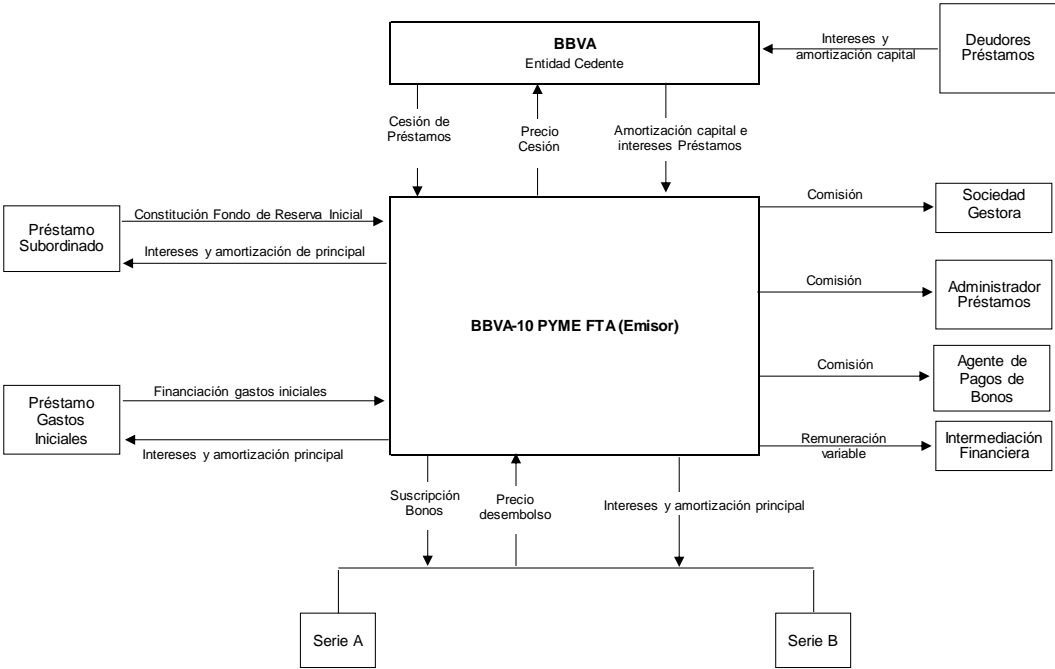 BBVA
Entidad Cedente
Intereses y
amortización capital
Deudores
Préstamos
Cesión de
Préstamos
Precio
Cesión
Amortización capital e
intereses Préstamos
Préstamo
Subordinado
Constitución Fondo de Reserva Inicial
Intereses y amortización de principal
BBVA-10 PYME FTA (Emisor)
Comisión
Sociedad
Gestora
Comisión
Administrador
Préstamos
Comisión
Agente de
Pagos de
Bonos
Remuneración
variable
Intermediación
Financiera
Préstamo
Gastos
Iniciales
Financiación gastos iniciales
Intereses y amortización principal
Suscripción
Bonos
Precio
desembolso
Intereses y amortización principal
Serie A
Serie B